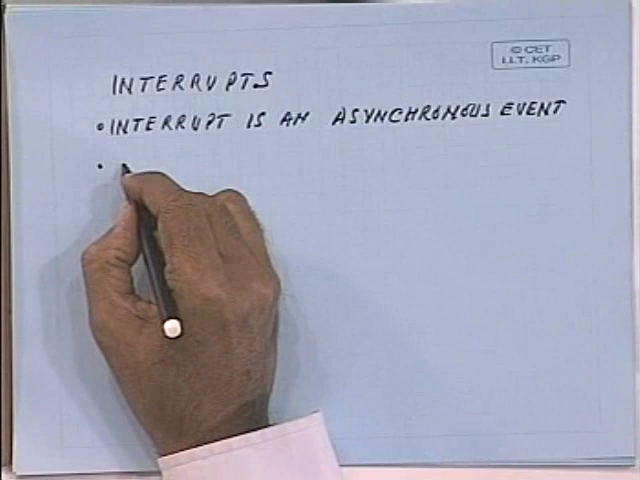 © CET
I.I.T. KGP
INTERRUPTS
• INTERRUPT IS AN ASYNCHRONOUS EVENT
•